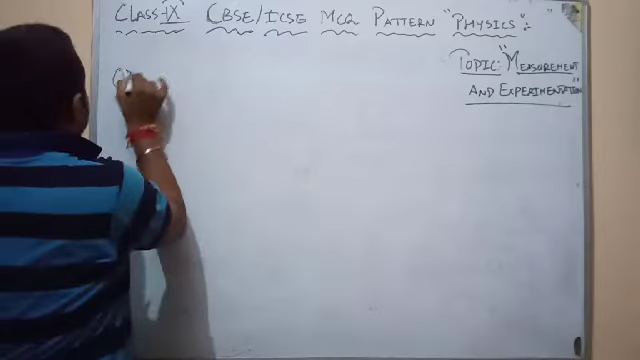 CLASS-"IX" CBSE/ICSE MCQ PATTERN "PHYSICS":
TOPIC: "MEASUREMENT
AND EXPERIMENTATION"